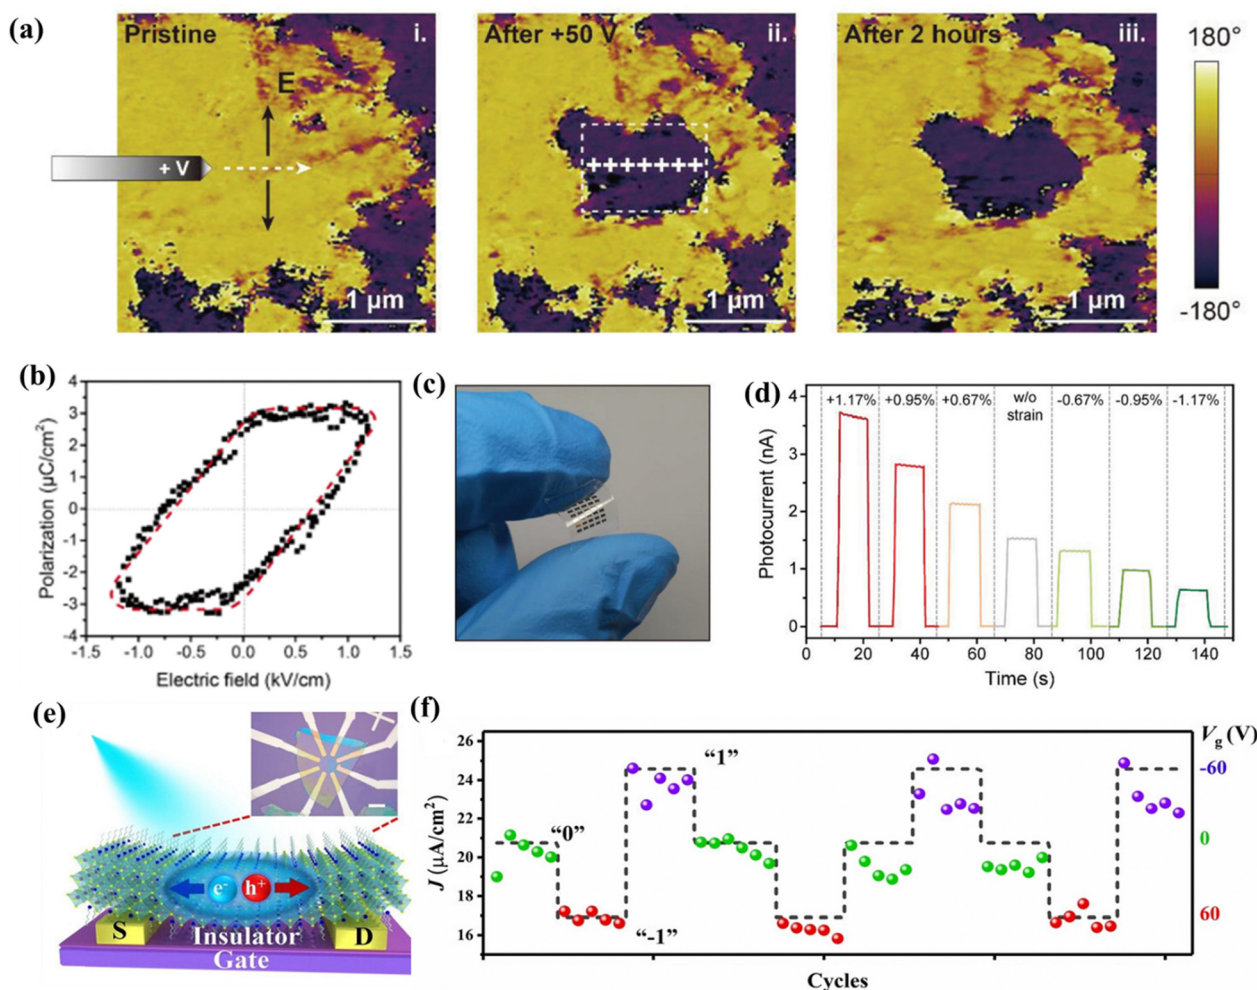 (a)
Pristine
i.
E
+ V
1 μm
After +50 V
ii.
+++++++
1 μm
After 2 hours
iii.
1 μm
180°
-180°
(b)
Polarization (μC/cm²)
4
3
2
1
0
-1
-2
-3
-4
-1.5 -1.0 -0.5 0.0 0.5 1.0 1.5
Electric field (kV/cm)
(c)
(d)
Photocurrent (nA)
4
3
2
1
0
+1.17% +0.95% +0.67% w/o -0.67% -0.95% -1.17%
strain
0 20 40 60 80 100 120 140
Time (s)
(e)
e⁻ h⁺
S Insulator D
Gate
(f)
J (μA/cm²)
26
24
22
20
18
16
"0"
"1"
"-1"
Cycles
Vg (V)
-60
0
60